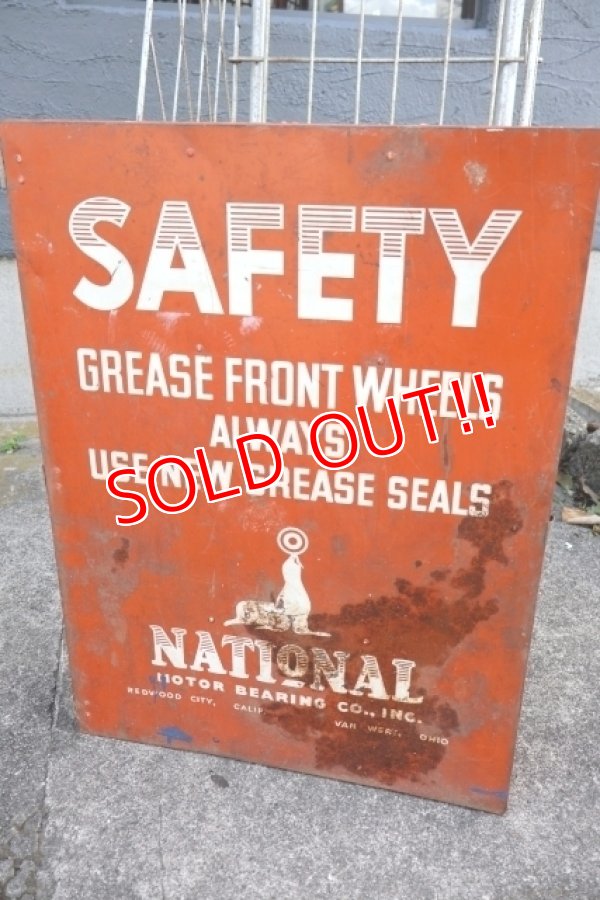 SAFETY
GREASE FRONT WHEELS
ALWAYS
USE NEW GREASE SEALS
SOLD OUT!!
NATIONAL
MOTOR BEARING CO., INC.
REDWOOD CITY, CALIF. VAN WERT, OHIO